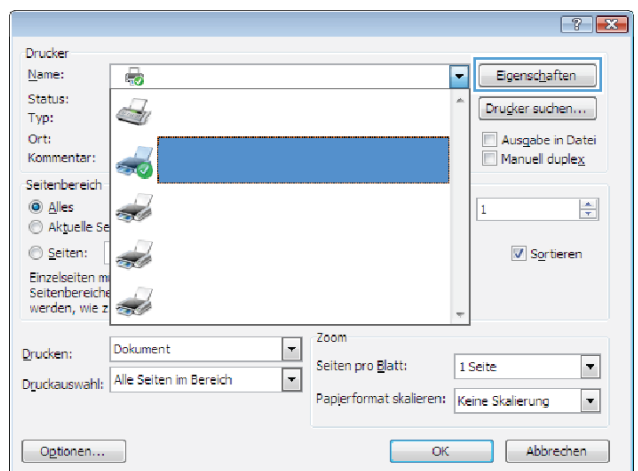 Drucker
Name:
Eigenschaften
Status:
Typ:
Drucker suchen...
Ort:
Ausgabe in Datei
Kommentar:
Manuell duplex
Seitenbereich
Alles
1
Aktuelle Se
Seiten:
Sortieren
Einzelseiten m
Seitenbereiche
werden, wie z
Zoom
Drucken:
Dokument
Seiten pro Blatt:
1 Seite
Druckauswahl:
Alle Seiten im Bereich
Papierformat skalieren:
Keine Skalierung
Optionen...
OK
Abbrechen